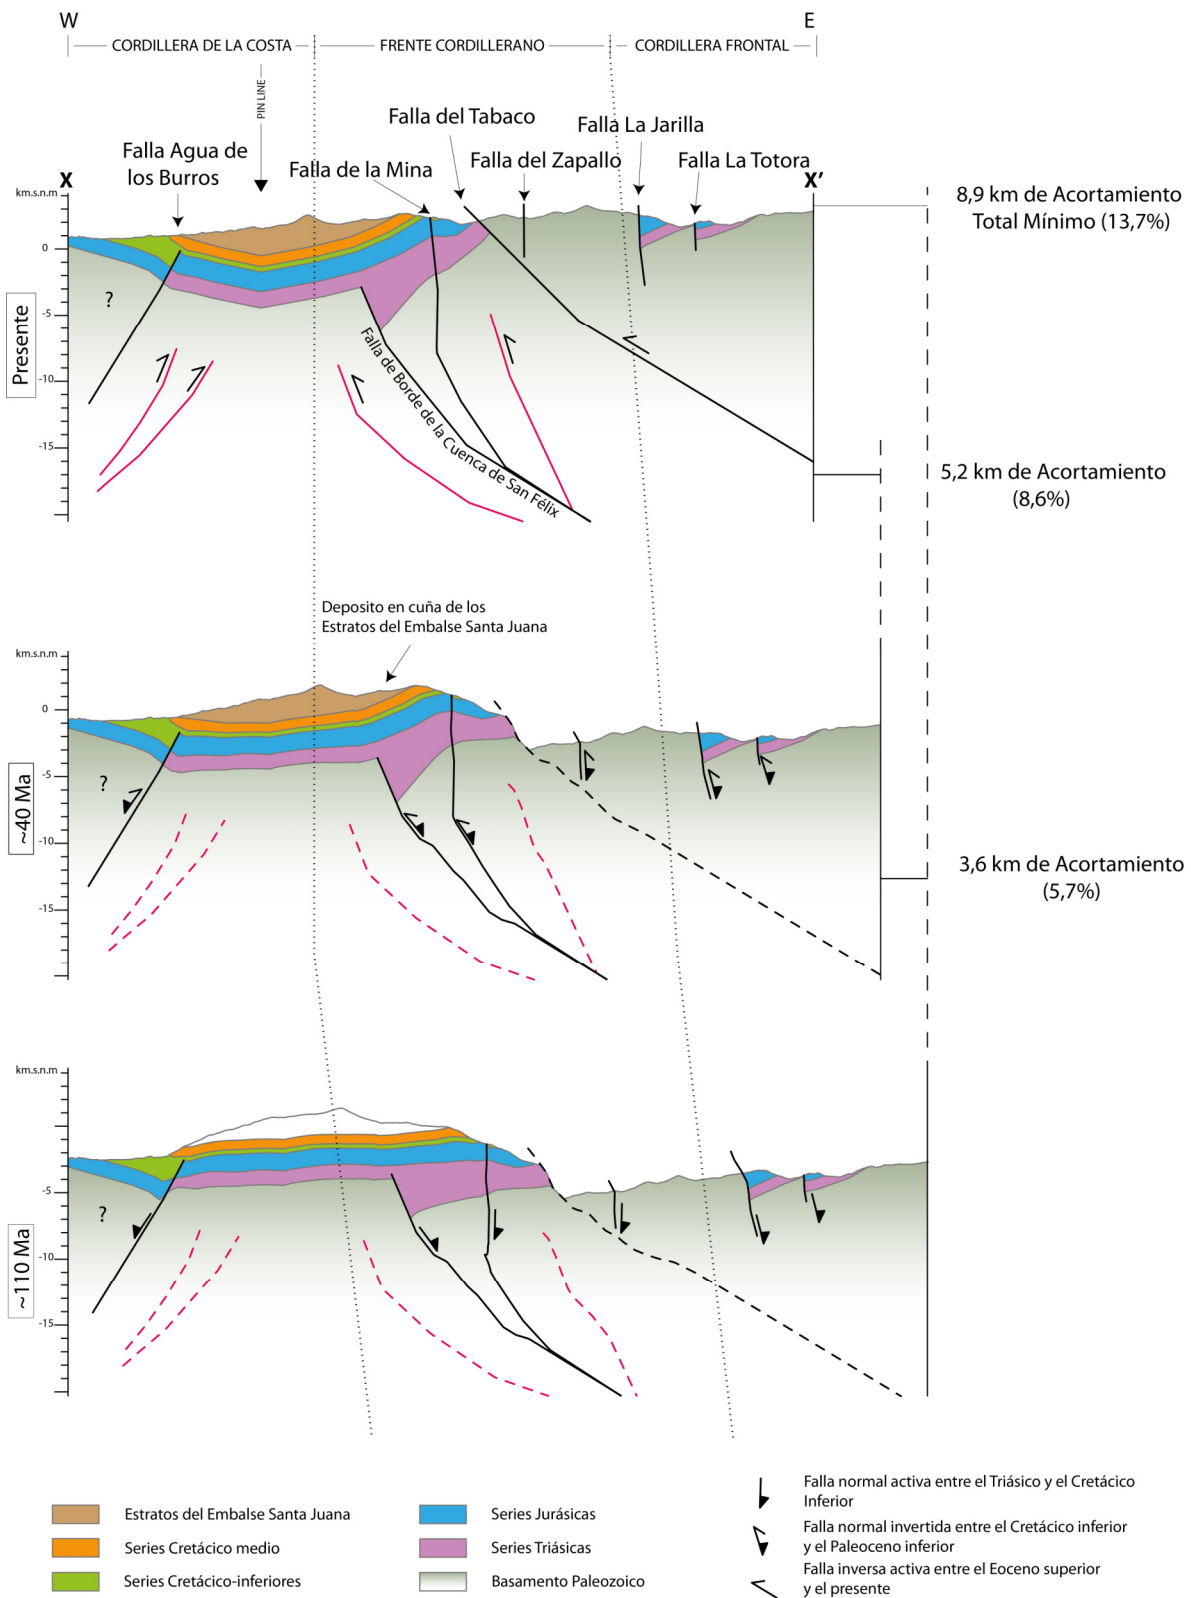 W
E
CORDILLERA DE LA COSTA
FRENTE CORDILLERANO
CORDILLERA FRONTAL
PIN LINE
Falla del Tabaco
Falla La Jarilla
Falla Agua de
los Burros
Falla de la Mina
Falla del Zapallo
Falla La Totora
X
X’
km.s.n.m
0
-5
-10
-15
Presente
?
Falla de Borde de la Cuenca de San Félix
8,9 km de Acortamiento
Total Mínimo (13,7%)
5,2 km de Acortamiento
(8,6%)
Deposito en cuña de los
Estratos del Embalse Santa Juana
km.s.n.m
0
-5
-10
-15
~40 Ma
?
3,6 km de Acortamiento
(5,7%)
km.s.n.m
-5
-10
-15
~110 Ma
?
Estratos del Embalse Santa Juana
Series Cretácico medio
Series Cretácico-inferiores
Series Jurásicas
Series Triásicas
Basamento Paleozoico
Falla normal activa entre el Triásico y el Cretácico
Inferior
Falla normal invertida entre el Cretácico inferior
y el Paleoceno inferior
Falla inversa activa entre el Eoceno superior
y el presente